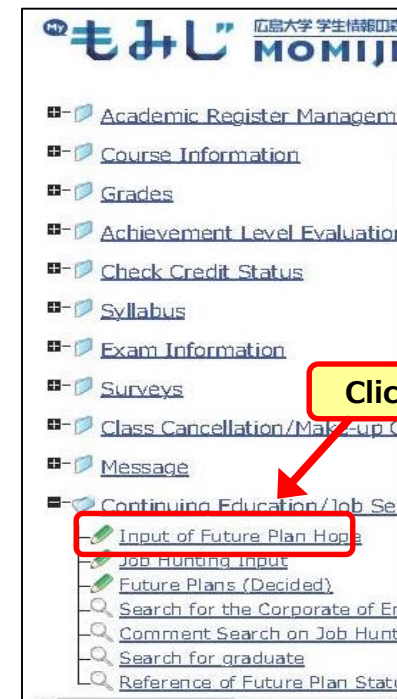 My もみじ 広島大学 学生情報の森
MOMIJI
Academic Register Managem
Course Information
Grades
Achievement Level Evaluation
Check Credit Status
Syllabus
Exam Information
Surveys
Clic
Class Cancellation/Make-up C
Message
Continuing Education/Job Se
Input of Future Plan Hope
Job Hunting Input
Future Plans (Decided)
Search for the Corporate of En
Comment Search on Job Hunt
Search for graduate
Reference of Future Plan Statu